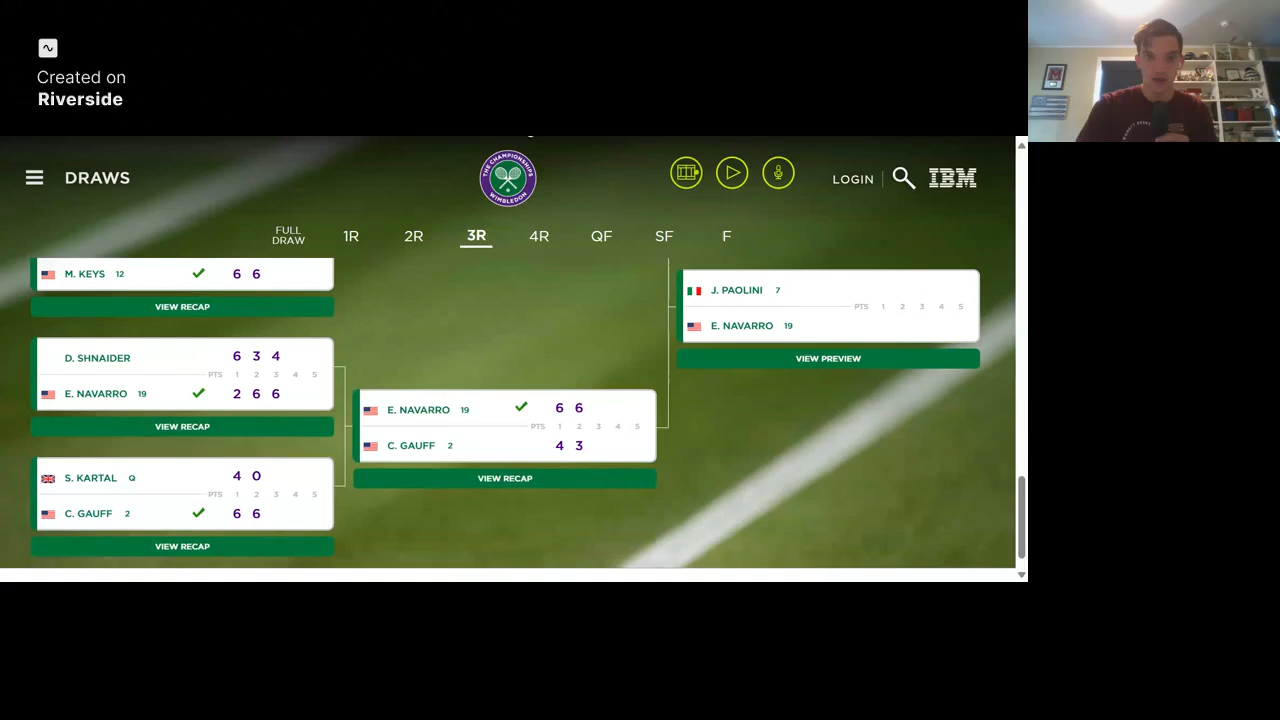 Created on
Riverside
DRAWS
THE CHAMPIONSHIPS
WIMBLEDON
LOGIN
IBM
FULL DRAW 1R 2R 3R 4R QF SF F
M. KEYS 12 6 6
VIEW RECAP
D. SHNAIDER 6 3 4
PTS 1 2 3 4 5
E. NAVARRO 19 2 6 6
VIEW RECAP
S. KARTAL Q 4 0
PTS 1 2 3 4 5
C. GAUFF 2 6 6
VIEW RECAP
E. NAVARRO 19 6 6
PTS 1 2 3 4 5
C. GAUFF 2 4 3
VIEW RECAP
J. PAOLINI 7
PTS 1 2 3 4 5
E. NAVARRO 19
VIEW PREVIEW